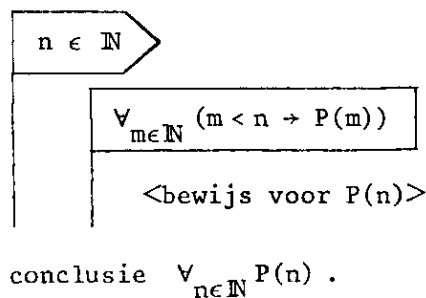 n ∈ ℕ
∀m∈ℕ (m < n → P(m))
<bewijs voor P(n)>
conclusie ∀n∈ℕ P(n) .